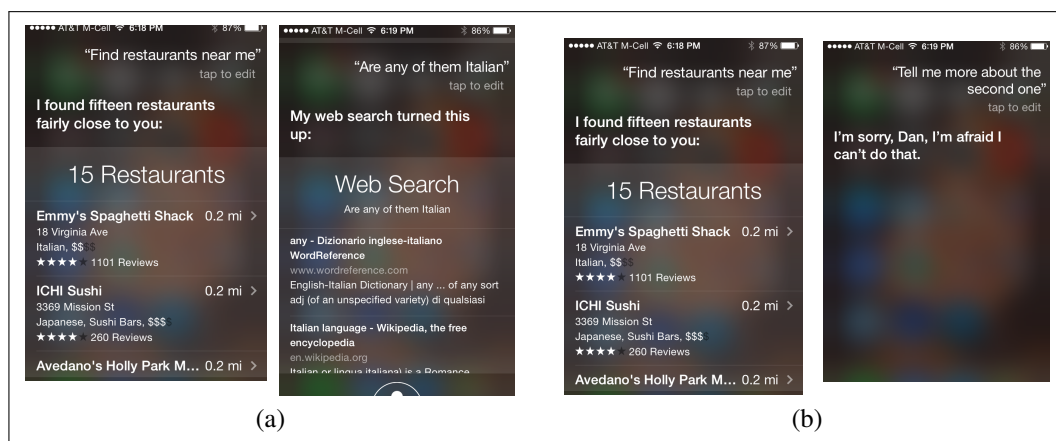 AT&T M-Cell 6:18 PM 87%
“Find restaurants near me”
tap to edit
I found fifteen restaurants
fairly close to you:
15 Restaurants
Emmy's Spaghetti Shack 0.2 mi >
18 Virginia Ave
Italian, $$$$
★★★★★ 1101 Reviews
ICHI Sushi 0.2 mi >
3369 Mission St
Japanese, Sushi Bars, $$$$
★★★★★ 260 Reviews
Avedano's Holly Park M... 0.2 mi >
AT&T M-Cell 6:19 PM 86%
“Are any of them Italian”
tap to edit
My web search turned this
up:
Web Search
Are any of them Italian
any - Dizionario inglese-italiano
WordReference
www.wordreference.com
English-Italian Dictionary | any ... of any sort
adj (of an unspecified variety) di qualsiasi
Italian language - Wikipedia, the free
encyclopedia
en.wikipedia.org
Italian or lingua italiana) is a Romance
(a)
AT&T M-Cell 6:18 PM 87%
“Find restaurants near me”
tap to edit
I found fifteen restaurants
fairly close to you:
15 Restaurants
Emmy's Spaghetti Shack 0.2 mi >
18 Virginia Ave
Italian, $$$$
★★★★★ 1101 Reviews
ICHI Sushi 0.2 mi >
3369 Mission St
Japanese, Sushi Bars, $$$$
★★★★★ 260 Reviews
Avedano's Holly Park M... 0.2 mi >
AT&T M-Cell 6:19 PM 86%
“Tell me more about the
second one”
tap to edit
I'm sorry, Dan, I'm afraid I
can't do that.
(b)